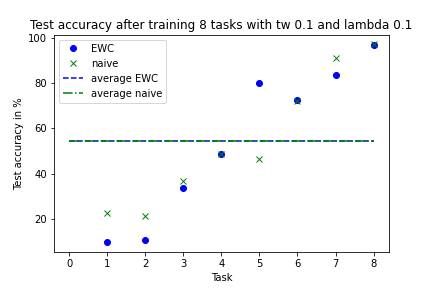 Test accuracy after training 8 tasks with tw 0.1 and lambda 0.1
100
80
60
40
20
Test accuracy in %
EWC
naive
average EWC
average naive
0 1 2 3 4 5 6 7 8
Task